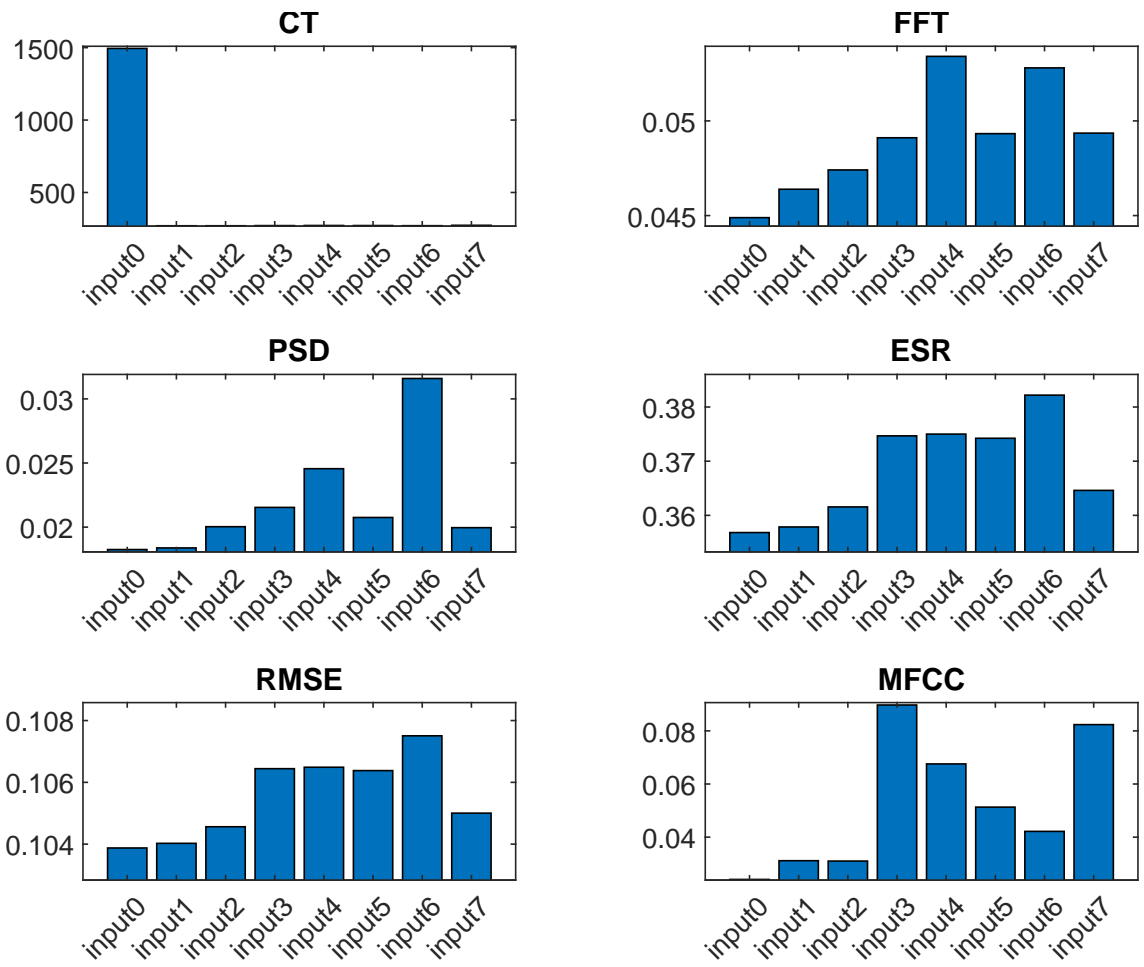 CT
1500
1000
500
input0
input1
input2
input3
input4
input5
input6
input7
FFT
0.05
0.045
input0
input1
input2
input3
input4
input5
input6
input7
PSD
0.03
0.025
0.02
input0
input1
input2
input3
input4
input5
input6
input7
ESR
0.38
0.37
0.36
input0
input1
input2
input3
input4
input5
input6
input7
RMSE
0.108
0.106
0.104
input0
input1
input2
input3
input4
input5
input6
input7
MFCC
0.08
0.06
0.04
input0
input1
input2
input3
input4
input5
input6
input7